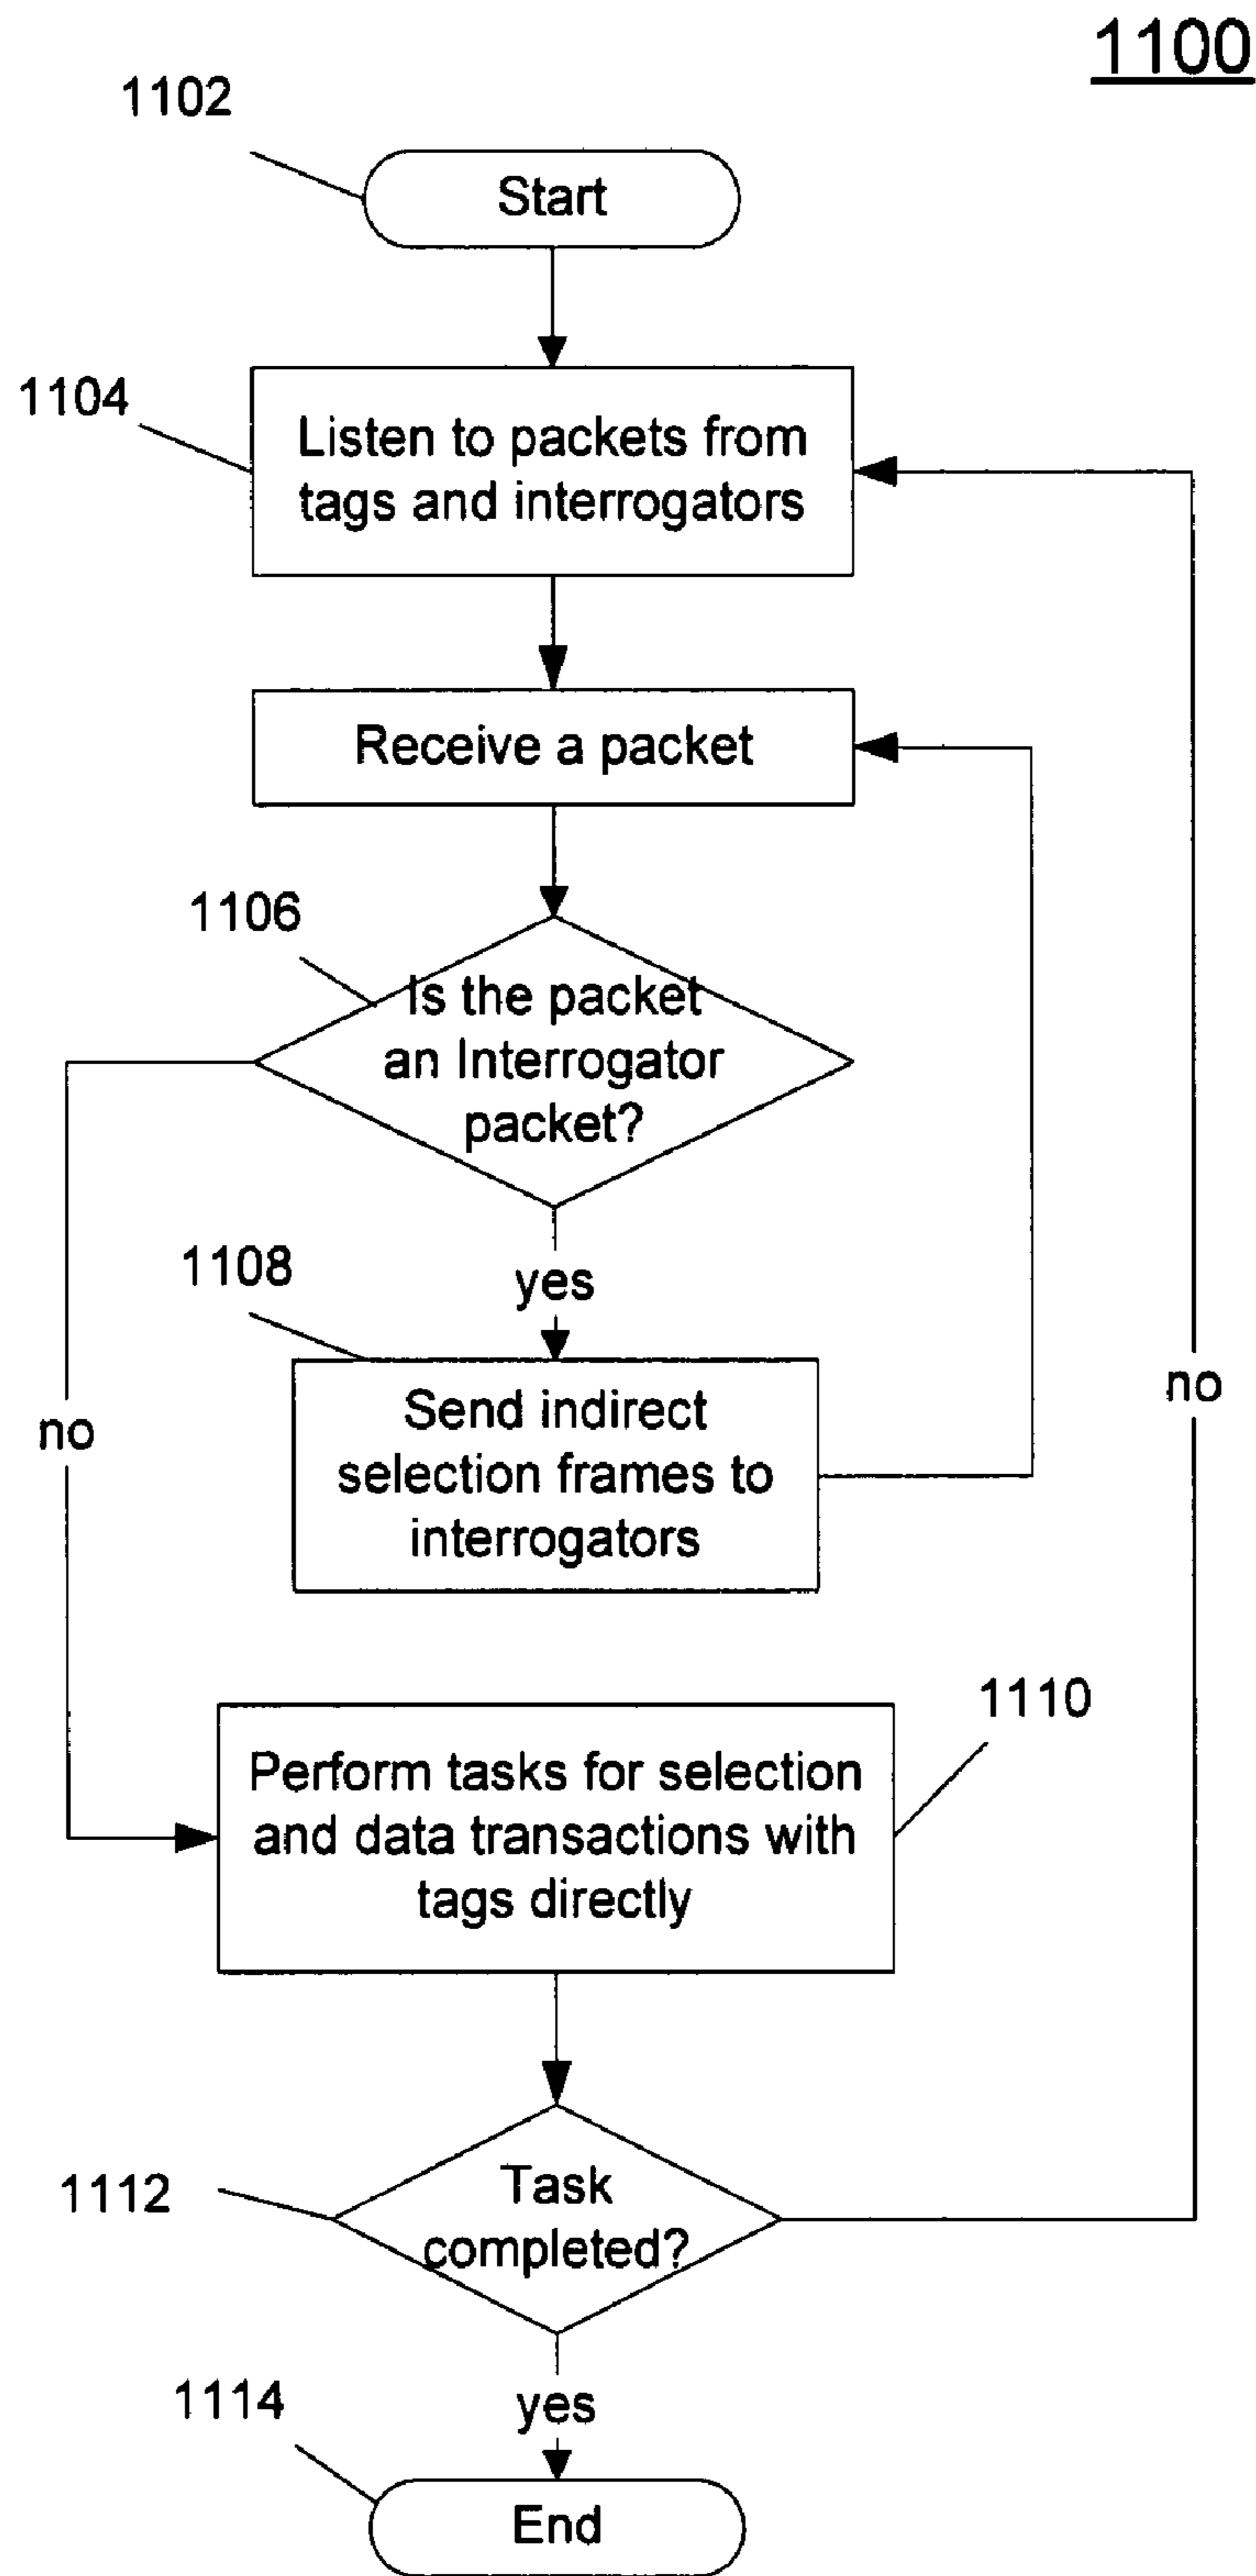 1100
1102
Start
1104
Listen to packets from
tags and interrogators
Receive a packet
1106
Is the packet
an Interrogator
packet?
1108
yes
no
no
Send indirect
selection frames to
interrogators
1110
Perform tasks for selection
and data transactions with
tags directly
1112
Task
completed?
1114
yes
End